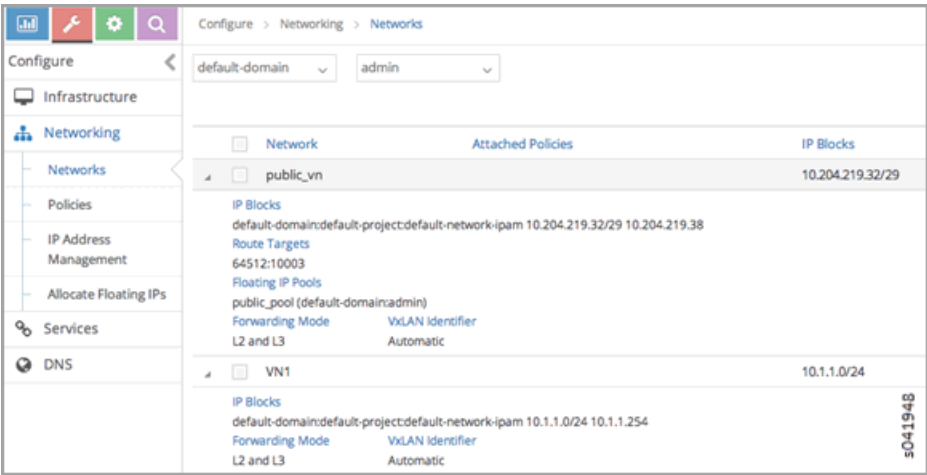 Configure > Networking > Networks
Configure
default-domain admin
Infrastructure
Networking
Networks
Policies
IP Address
Management
Allocate Floating IPs
Services
DNS
Network Attached Policies IP Blocks
public_vn 10.204.219.32/29
IP Blocks
default-domain:default-project:default-network-ipam 10.204.219.32/29 10.204.219.38
Route Targets
64512:10003
Floating IP Pools
public_pool (default-domain:admin)
Forwarding Mode VxLAN Identifier
L2 and L3 Automatic
VN1 10.1.1.0/24
IP Blocks
default-domain:default-project:default-network-ipam 10.1.1.0/24 10.1.1.254
Forwarding Mode VxLAN Identifier
L2 and L3 Automatic
s041948